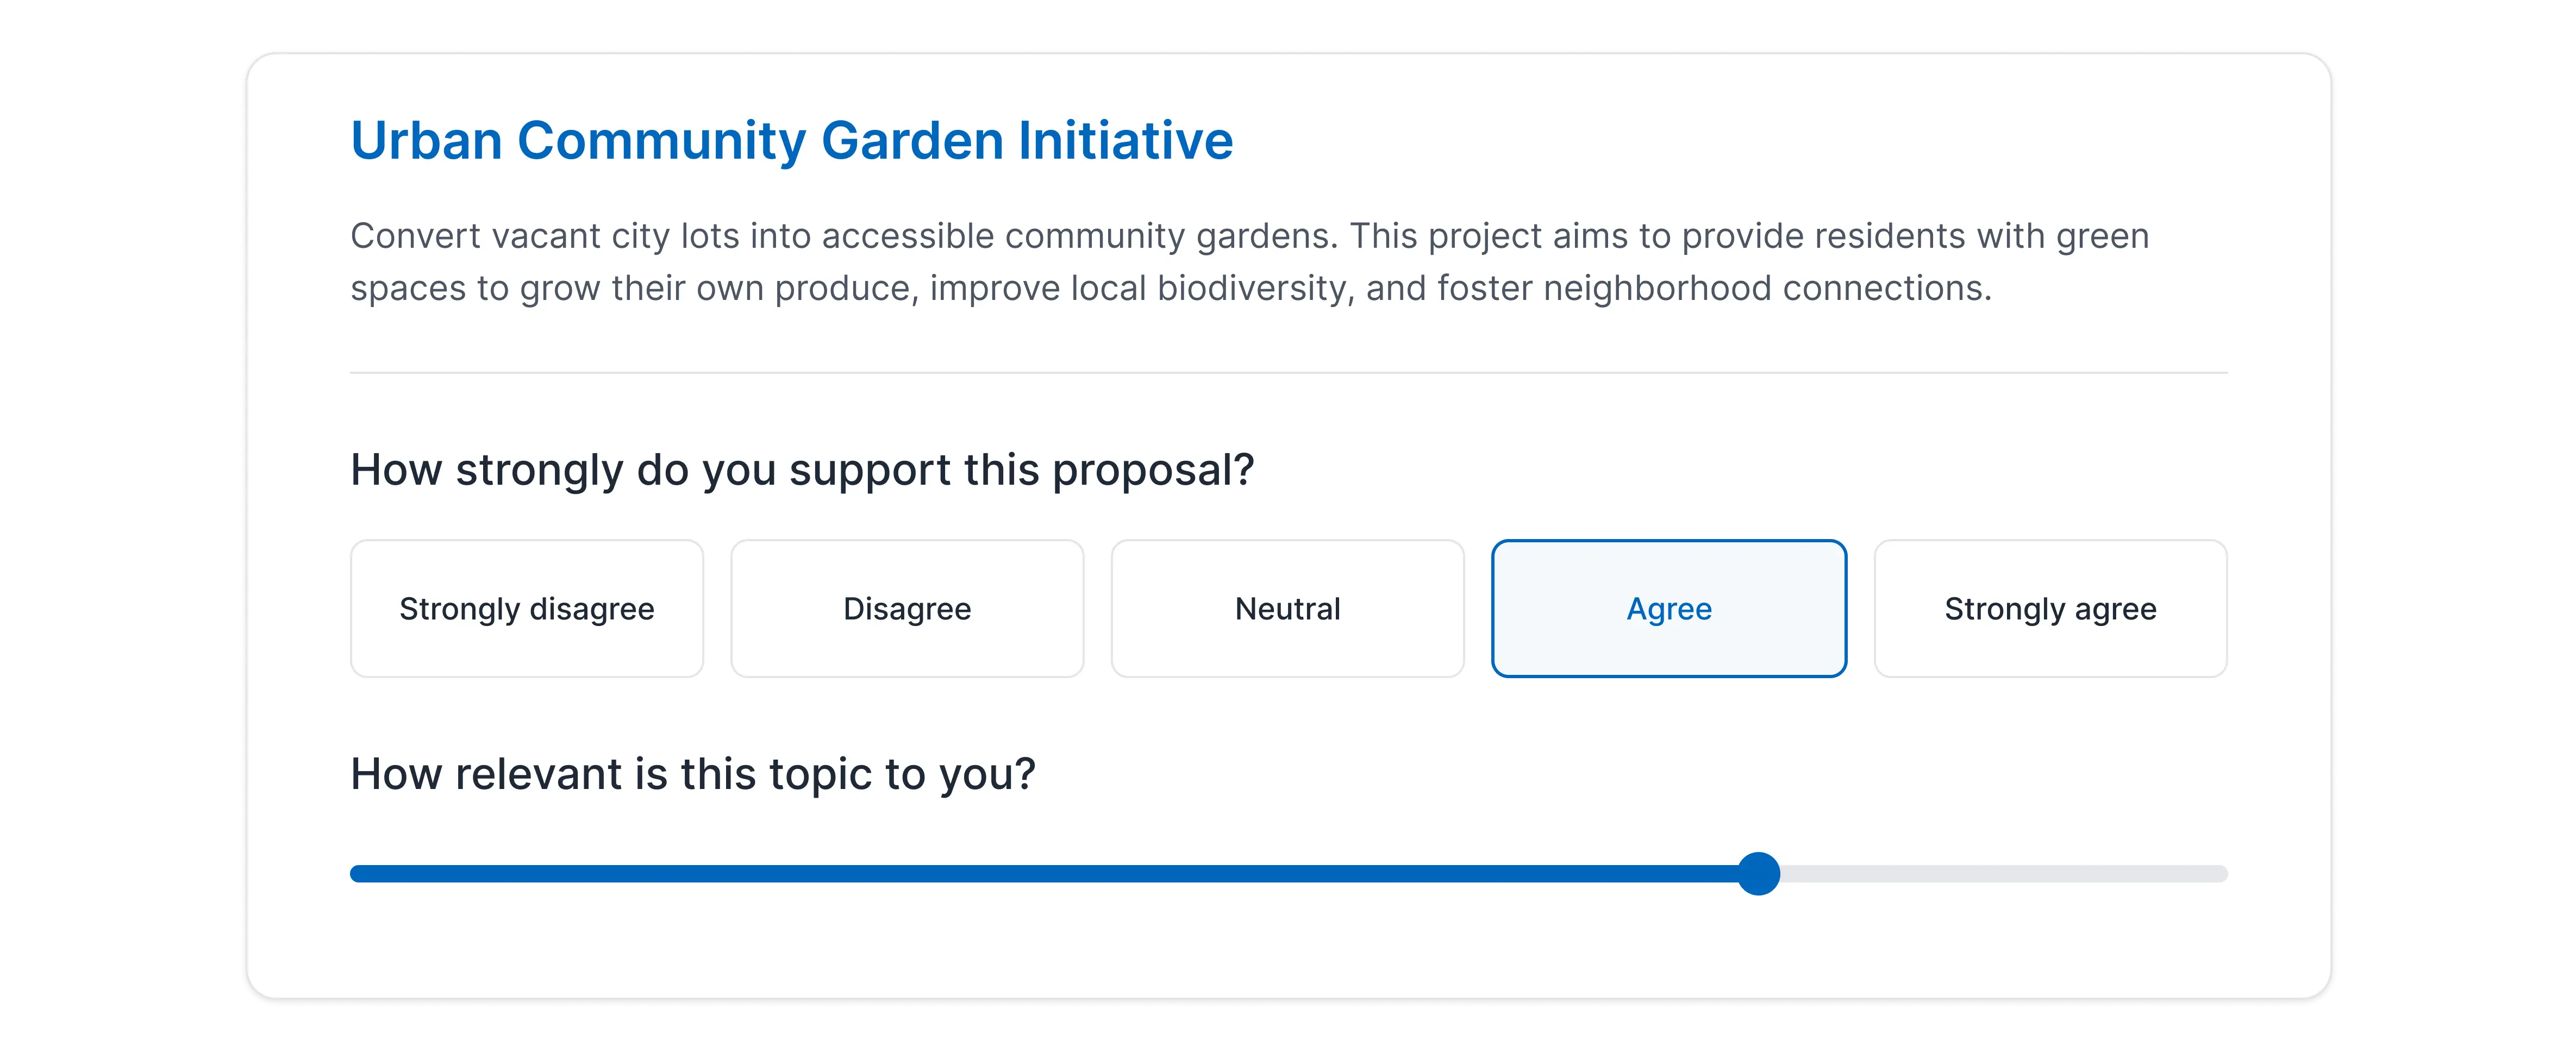 Urban Community Garden Initiative
Convert vacant city lots into accessible community gardens. This project aims to provide residents with green
spaces to grow their own produce, improve local biodiversity, and foster neighborhood connections.
How strongly do you support this proposal?
Strongly disagree
Disagree
Neutral
Agree
Strongly agree
How relevant is this topic to you?